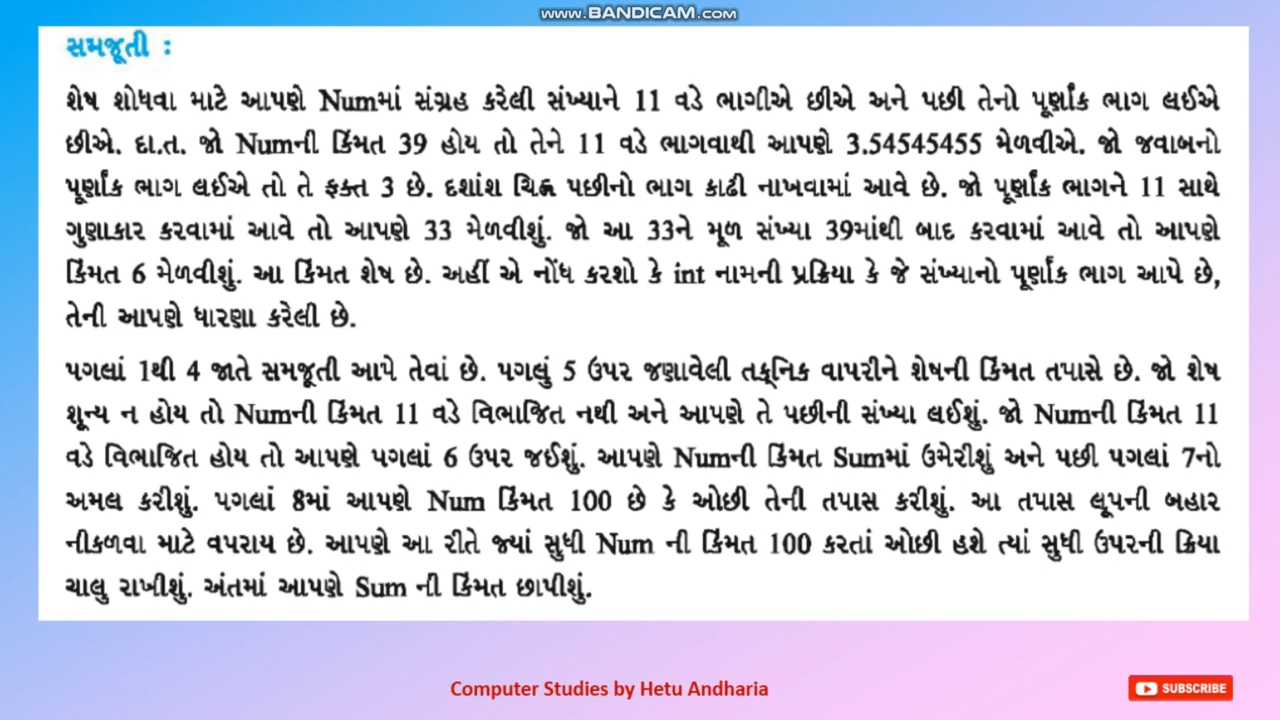 www.BANDICAM.com
સમજૂતી :
શેષ શોધવા માટે આપણે Numમાં સંગ્રહ કરેલી સંખ્યાને 11 વડે ભાગીએ છીએ અને પછી તેનો પૂર્ણાંક ભાગ લઈએ
છીએ. દા.ત. જો Numની કિંમત 39 હોય તો તેને 11 વડે ભાગવાથી આપણે 3.54545455 મેળવીએ. જો જવાબનો
પૂર્ણાંક ભાગ લઈએ તો તે ફક્ત 3 છે. દશાંશ ચિહ્ન પછીનો ભાગ કાઢી નાખવામાં આવે છે. જો પૂર્ણાંક ભાગને 11 સાથે
ગુણાકાર કરવામાં આવે તો આપણે 33 મેળવીશું. જો આ 33ને મૂળ સંખ્યા 39માંથી બાદ કરવામાં આવે તો આપણે
કિંમત 6 મેળવીશું. આ કિંમત શેષ છે. અહીં એ નોંધ કરશો કે int નામની પ્રક્રિયા કે જે સંખ્યાનો પૂર્ણાંક ભાગ આપે છે,
તેની આપણે ધારણા કરેલી છે.
પગલાં 1થી 4 જાતે સમજૂતી આપે તેવાં છે. પગલું 5 ઉપર જણાવેલી તક્નિક વાપરીને શેષની કિંમત તપાસે છે. જો શેષ
શૂન્ય ન હોય તો Numની કિંમત 11 વડે વિભાજિત નથી અને આપણે તે પછીની સંખ્યા લઈશું. જો Numની કિંમત 11
વડે વિભાજિત હોય તો આપણે પગલાં 6 ઉપર જઈશું. આપણે Numની કિંમત Sumમાં ઉમેરીશું અને પછી પગલાં 7નો
અમલ કરીશું. પગલાં 8માં આપણે Num કિંમત 100 છે કે ઓછી તેની તપાસ કરીશું. આ તપાસ લૂપની બહાર
નીકળવા માટે વપરાય છે. આપણે આ રીતે જ્યાં સુધી Num ની કિંમત 100 કરતાં ઓછી હશે ત્યાં સુધી ઉપરની ક્રિયા
ચાલુ રાખીશું. અંતમાં આપણે Sum ની કિંમત છાપીશું.
Computer Studies by Hetu Andharia
SUBSCRIBE